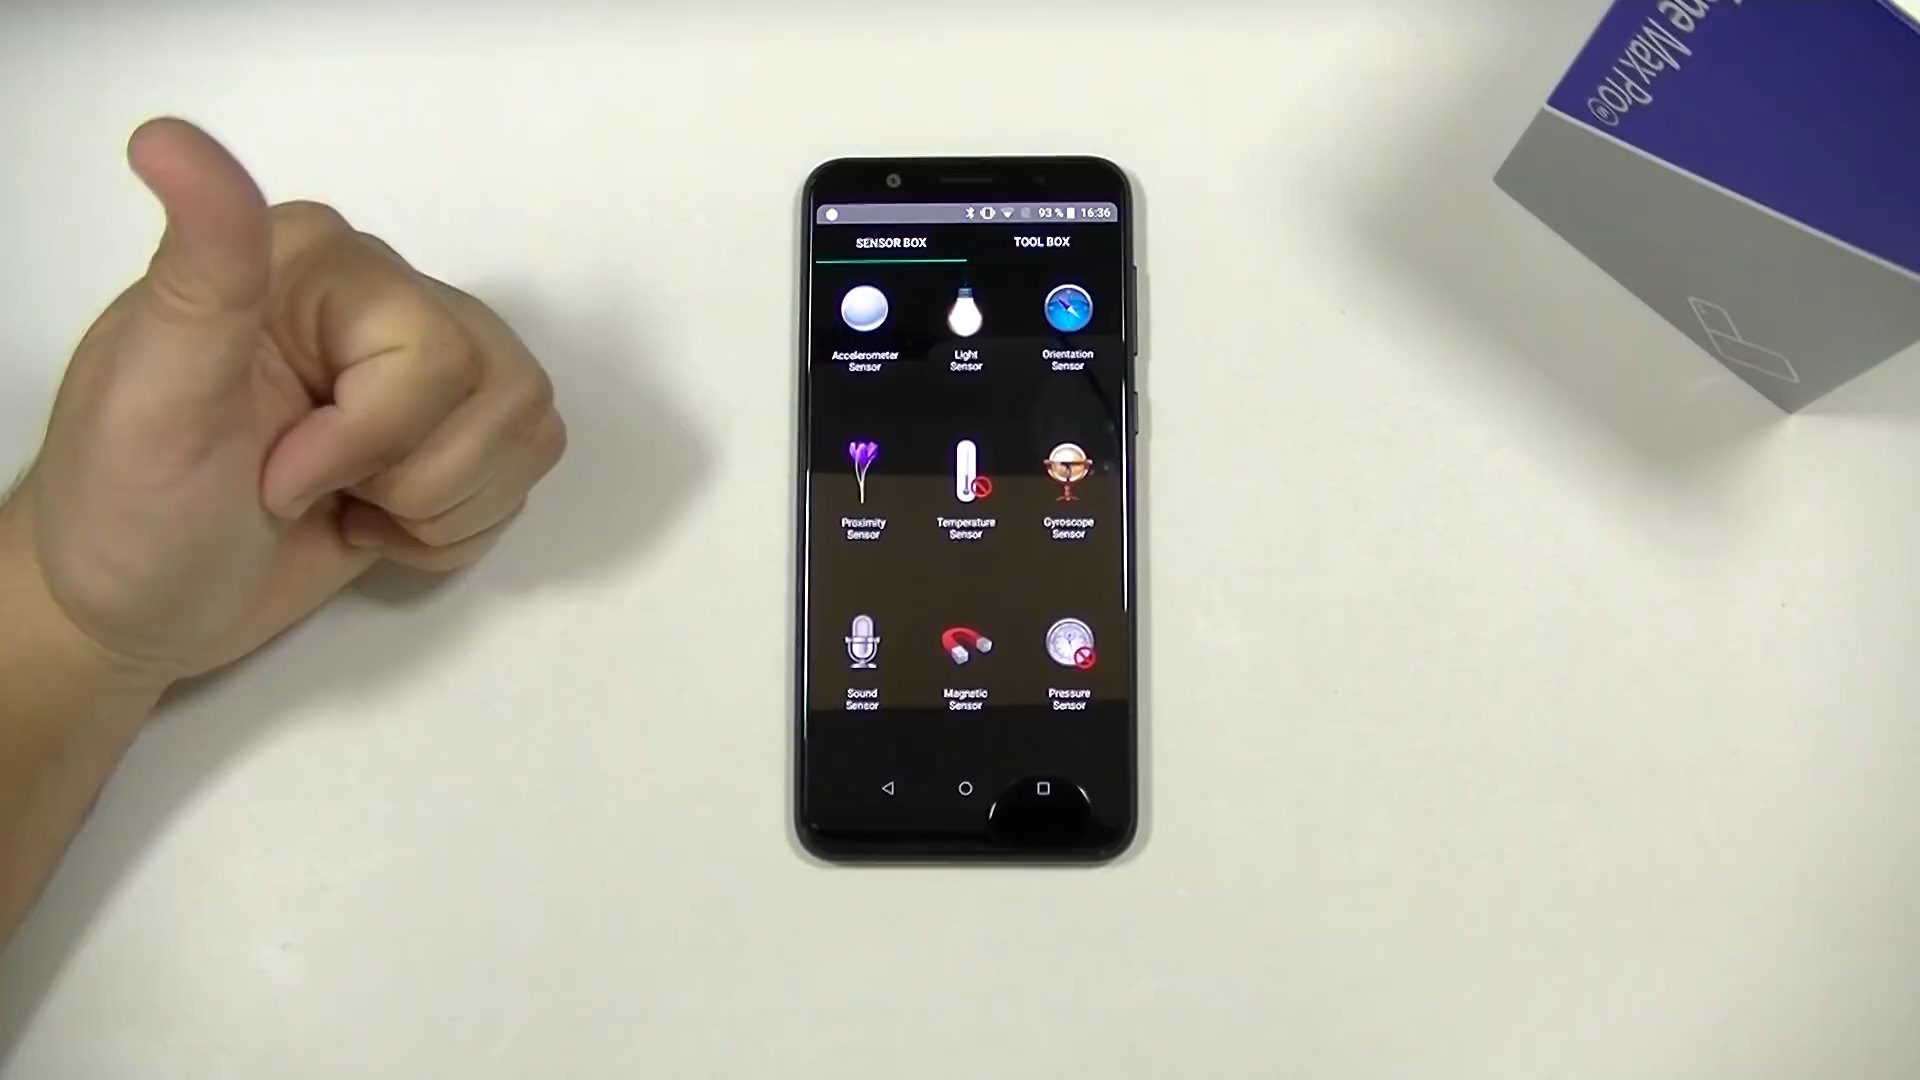 one Max Pro
93 % 16:36
SENSOR BOX TOOL BOX
Accelerometer
Sensor
Light
Sensor
Orientation
Sensor
Proximity
Sensor
Temperature
Sensor
Gyroscope
Sensor
Sound
Sensor
Magnetic
Sensor
Pressure
Sensor